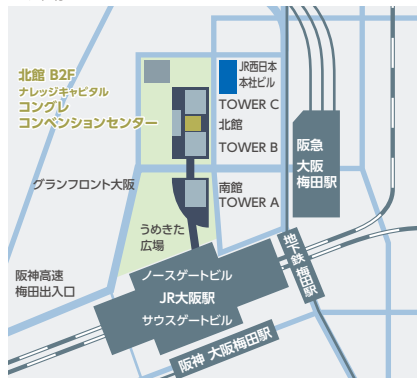 JR西日本
本社ビル
北館 B2F
ナレッジキャピタル
コングレ
コンベンションセンター
TOWER C
北館
TOWER B
阪急
大阪
梅田駅
グランフロント大阪
南館
TOWER A
うめきた
広場
地下鉄 梅田駅
阪神高速
梅田出入口
ノースゲートビル
JR大阪駅
サウスゲートビル
阪神 大阪梅田駅